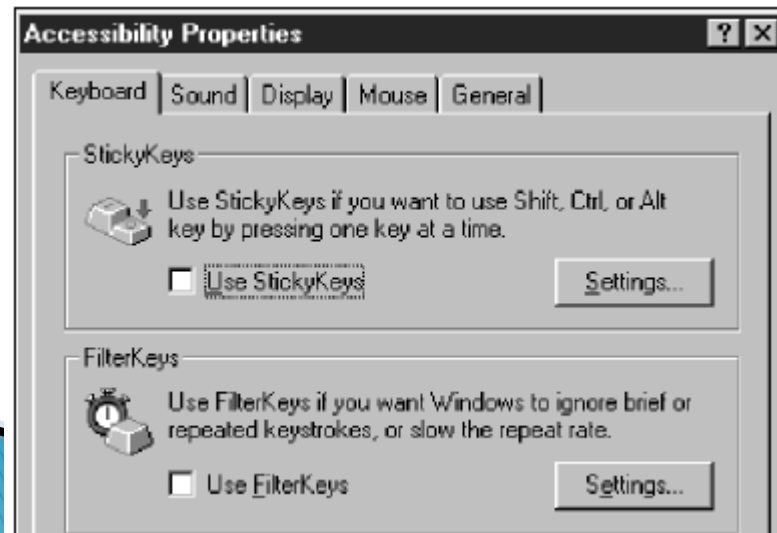 Accessibility Properties
Keyboard Sound Display Mouse General
StickyKeys
Use StickyKeys if you want to use Shift, Ctrl, or Alt
key by pressing one key at a time.
Use StickyKeys
Settings...
FilterKeys
Use FilterKeys if you want Windows to ignore brief or
repeated keystrokes, or slow the repeat rate.
Use FilterKeys
Settings...